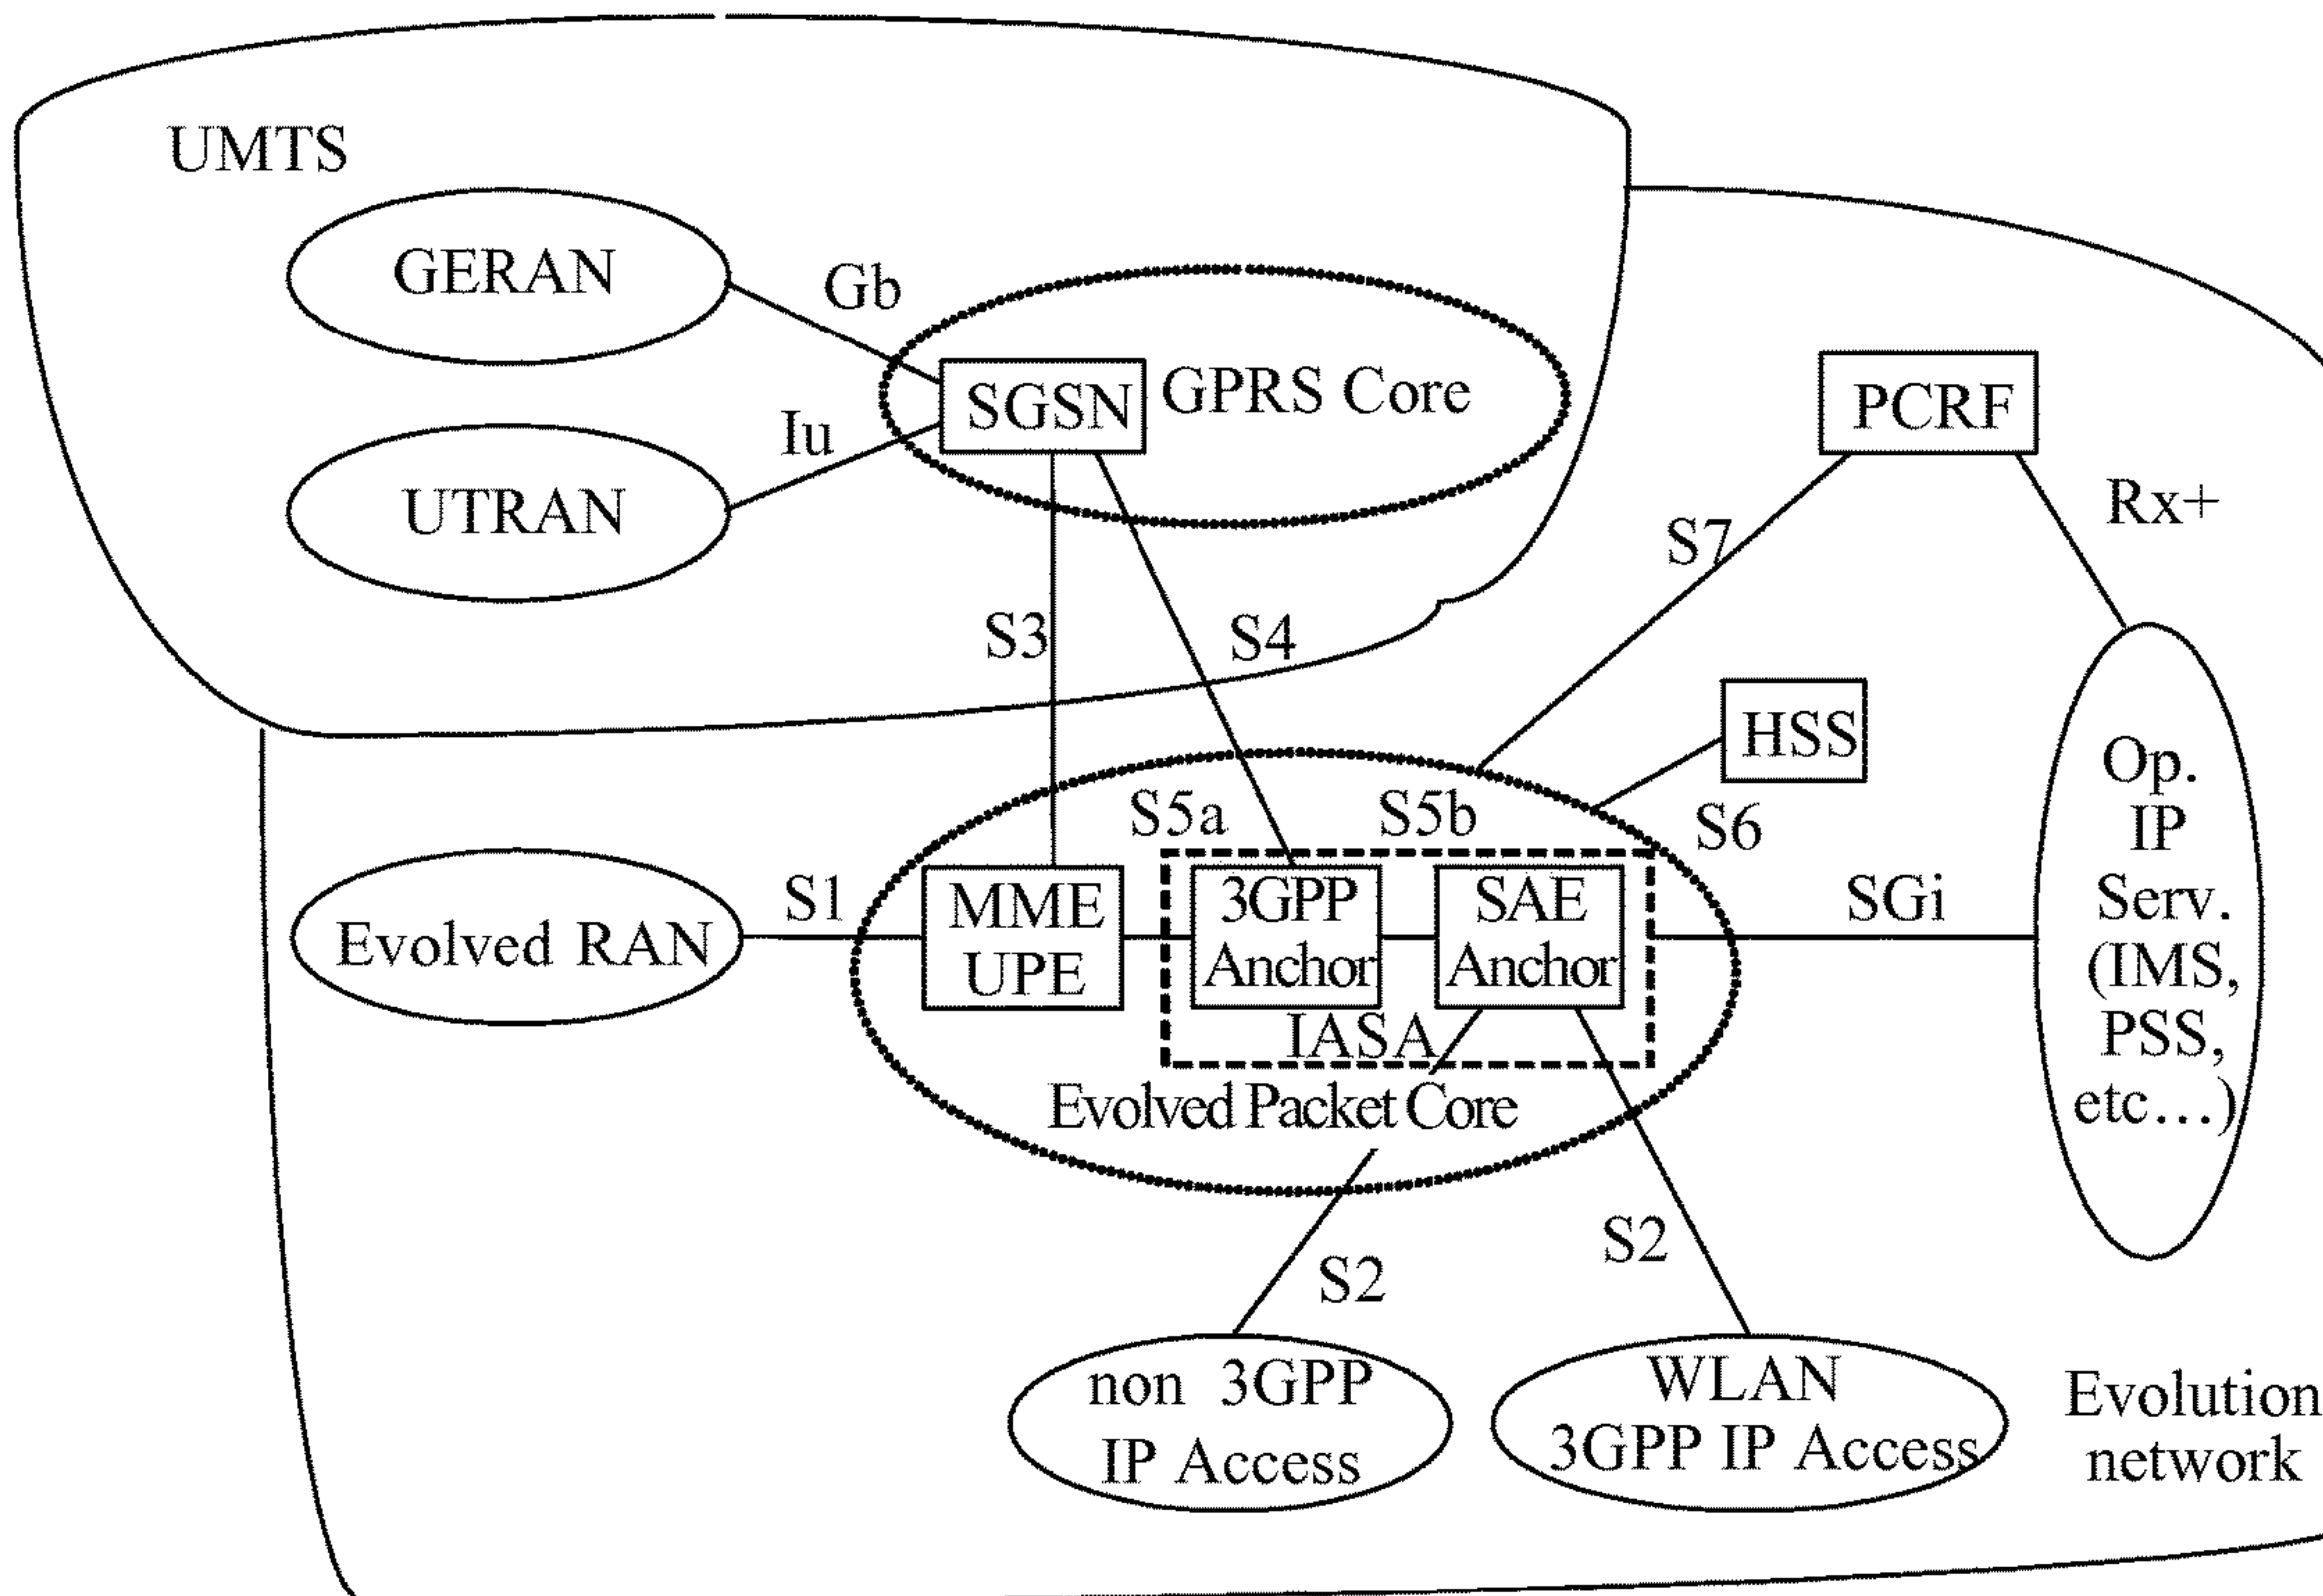 UMTS
GERAN
Gb
SGSN
GPRS Core
PCRF
Iu
UTRAN
Rx+
S7
S3
S4
HSS
Op.
IP
Serv.
(IMS,
PSS,
etc...)
S5a
S5b
S6
Evolved RAN
S1
MME
UPE
3GPP
Anchor
SAE
Anchor
SGi
IASA
Evolved Packet Core
S2
S2
non 3GPP
IP Access
WLAN
3GPP IP Access
Evolution
network